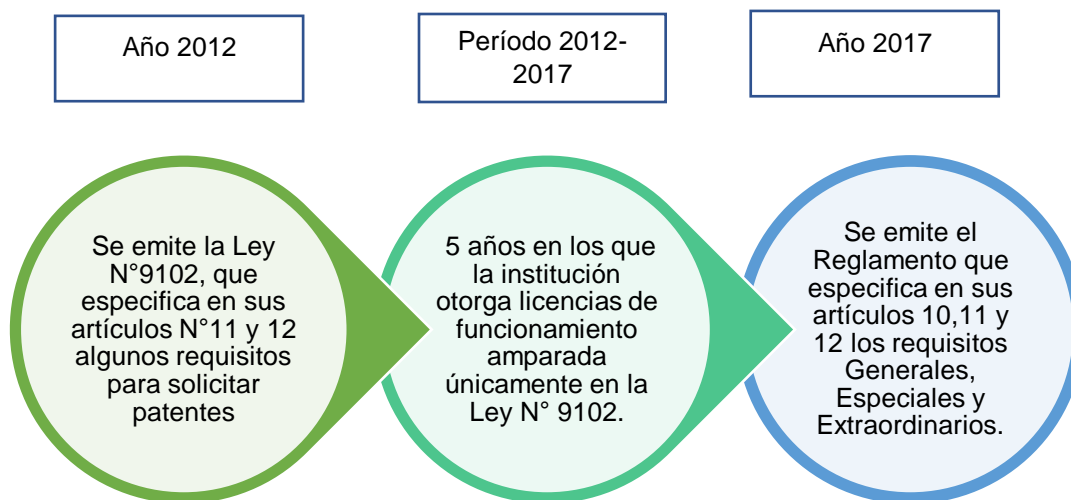 Año 2012
Período 2012-
2017
Año 2017
Se emite la Ley
N°9102, que
especifica en sus
artículos N°11 y 12
algunos requisitos
para solicitar
patentes
5 años en los que
la institución
otorga licencias de
funcionamiento
amparada
únicamente en la
Ley N° 9102.
Se emite el
Reglamento que
especifica en sus
artículos 10,11 y
12 los requisitos
Generales,
Especiales y
Extraordinarios.